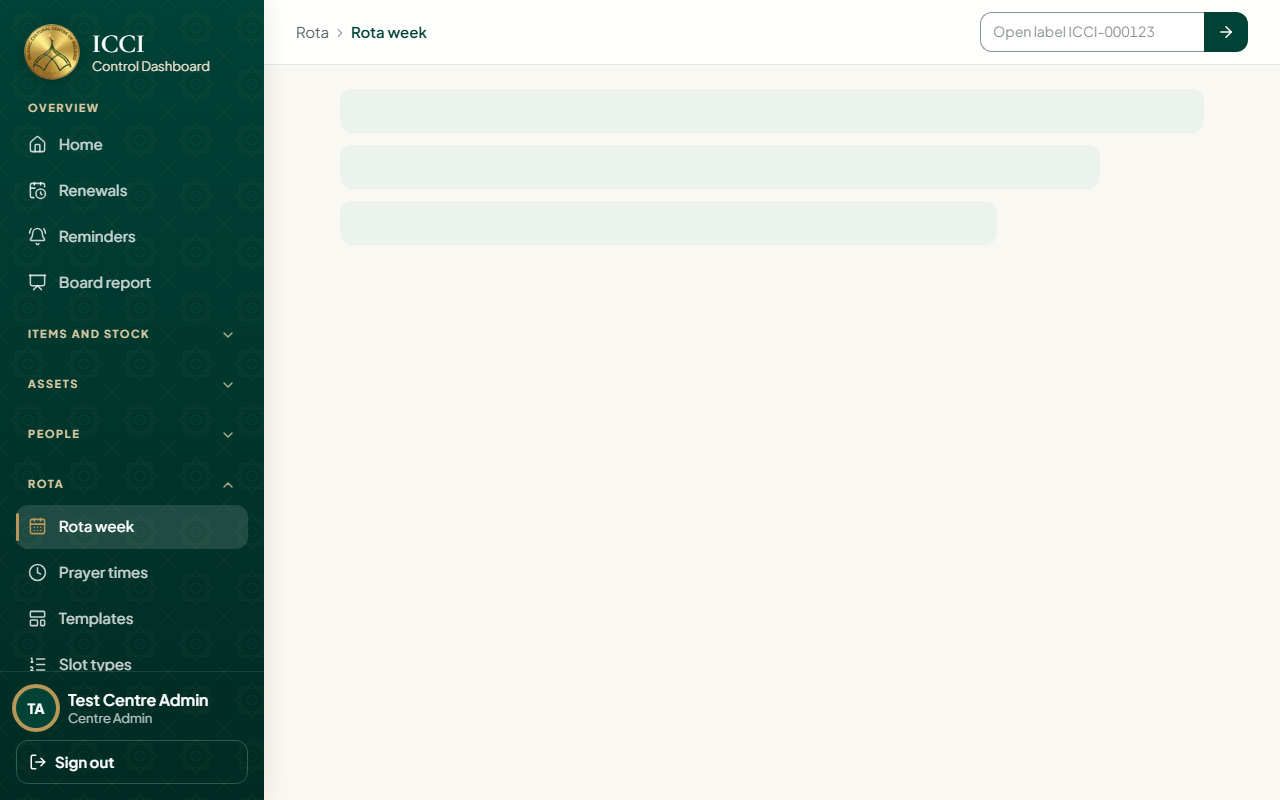 ICCI
Control Dashboard
OVERVIEW
Home
Renewals
Reminders
Board report
ITEMS AND STOCK
ASSETS
PEOPLE
ROTA
Rota week
Prayer times
Templates
Slot types
TA
Test Centre Admin
Centre Admin
Sign out
Rota
Rota week
Open label ICCI-000123